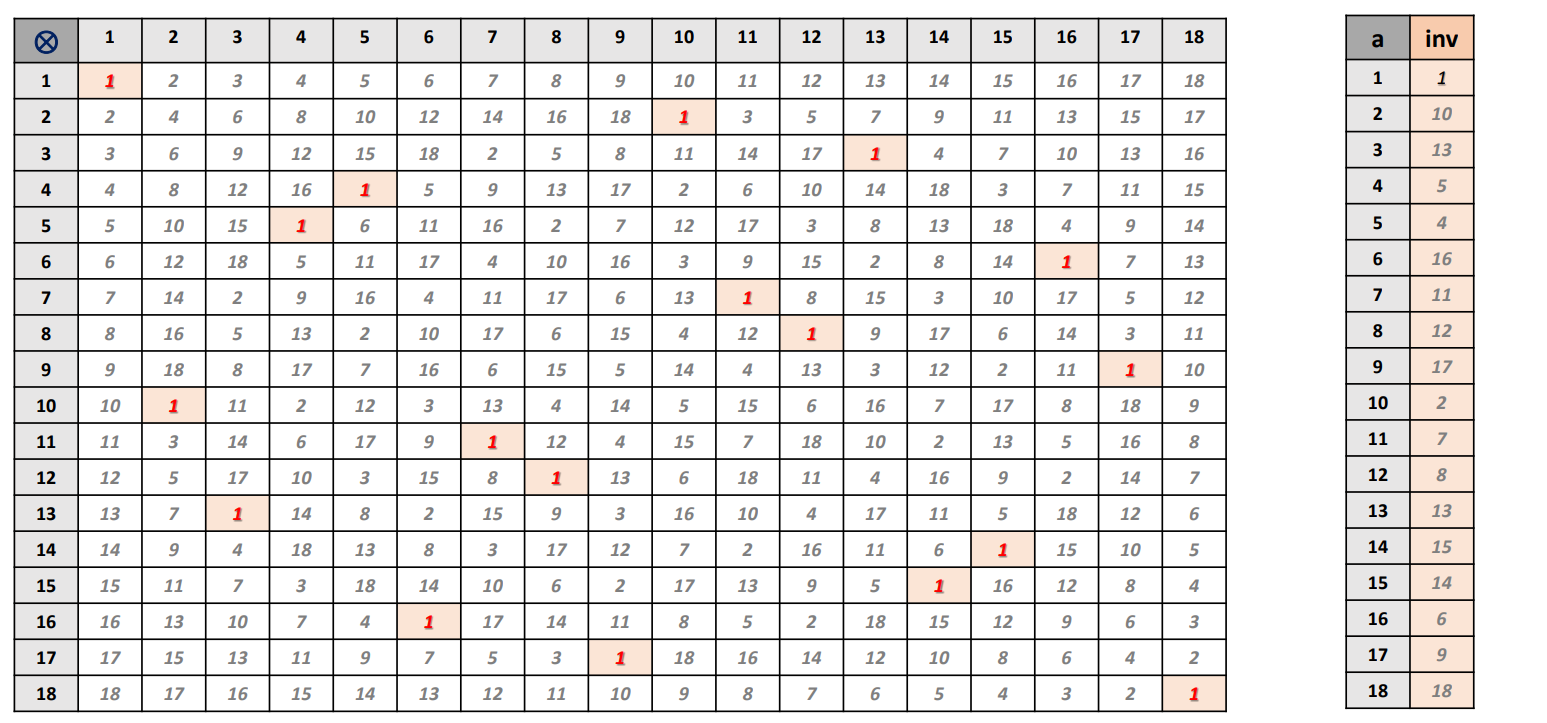 ⊗ 1 2 3 4 5 6 7 8 9 10 11 12 13 14 15 16 17 18
1 1 2 3 4 5 6 7 8 9 10 11 12 13 14 15 16 17 18
2 2 4 6 8 10 12 14 16 18 1 3 5 7 9 11 13 15 17
3 3 6 9 12 15 18 2 5 8 11 14 17 1 4 7 10 13 16
4 4 8 12 16 1 5 9 13 17 2 6 10 14 18 3 7 11 15
5 5 10 15 1 6 11 16 2 7 12 17 3 8 13 18 4 9 14
6 6 12 18 5 11 17 4 10 16 3 9 15 2 8 14 1 7 13
7 7 14 2 9 16 4 11 17 6 13 1 8 15 3 10 17 5 12
8 8 16 5 13 2 10 17 6 15 4 12 1 9 17 6 14 3 11
9 9 18 8 17 7 16 6 15 5 14 4 13 3 12 2 11 1 10
10 10 1 11 2 12 3 13 4 14 5 15 6 16 7 17 8 18 9
11 11 3 14 6 17 9 1 12 4 15 7 18 10 2 13 5 16 8
12 12 5 17 10 3 15 8 1 13 6 18 11 4 16 9 2 14 7
13 13 7 1 14 8 2 15 9 3 16 10 4 17 11 5 18 12 6
14 14 9 4 18 13 8 3 17 12 7 2 16 11 6 1 15 10 5
15 15 11 7 3 18 14 10 6 2 17 13 9 5 1 16 12 8 4
16 16 13 10 7 4 1 17 14 11 8 5 2 18 15 12 9 6 3
17 17 15 13 11 9 7 5 3 1 18 16 14 12 10 8 6 4 2
18 18 17 16 15 14 13 12 11 10 9 8 7 6 5 4 3 2 1
a inv
1 1
2 10
3 13
4 5
5 4
6 16
7 11
8 12
9 17
10 2
11 7
12 8
13 13
14 15
15 14
16 6
17 9
18 18